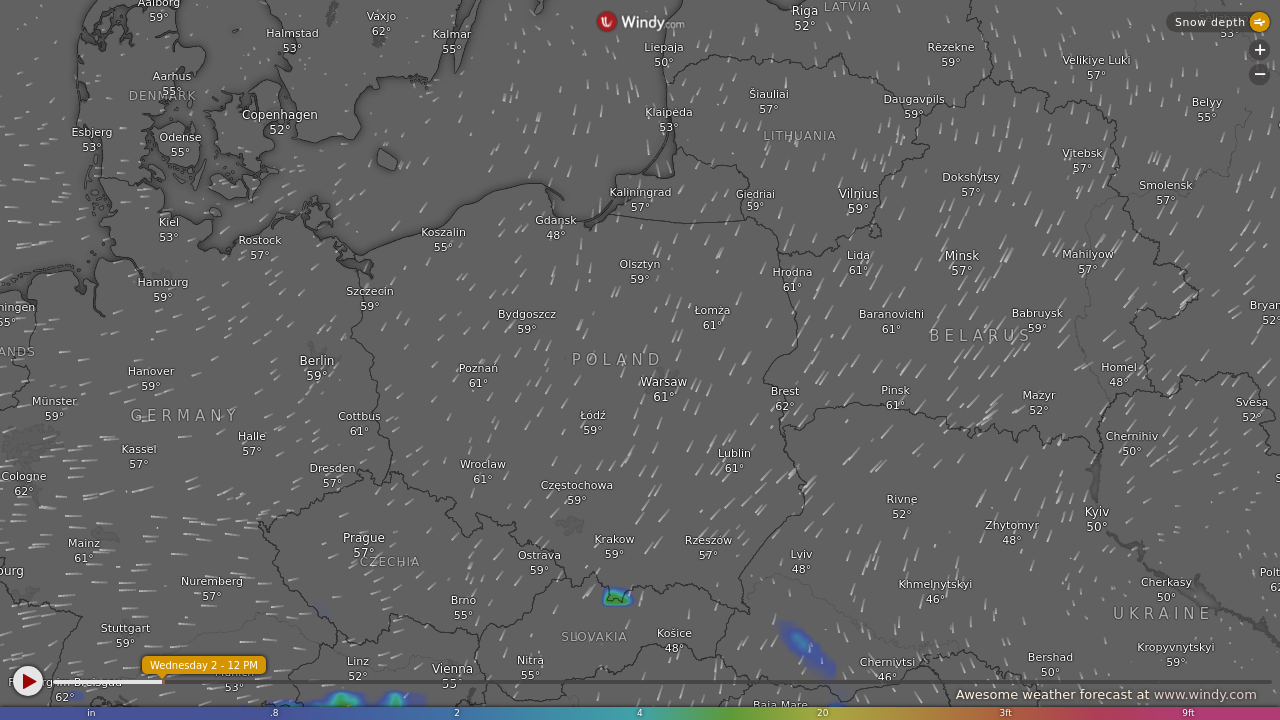 Aalborg
59°
Växjö
62°
Riga
52°
LATVIA
Windy.com
Snow depth
53°
Halmstad
53°
Kalmar
55°
Liepaja
50°
Rēzekne
59°
Velikiye Luki
57°
Aarhus
55°
DENMARK
Šiauliai
57°
Daugavpils
59°
Belyy
55°
Copenhagen
52°
Klaipėda
53°
Esbjerg
53°
Odense
55°
LITHUANIA
Vitebsk
57°
Dokshytsy
57°
Smolensk
57°
Kaliningrad
57°
Giedriai
59°
Vilnius
59°
Kiel
53°
Rostock
57°
Koszalin
55°
Gdansk
48°
Olsztyn
59°
Hrodna
61°
Lida
61°
Minsk
57°
Mahilyow
57°
Hamburg
59°
Szczecin
59°
Bydgoszcz
59°
Łomża
61°
Baranovichi
61°
Babruysk
59°
BELARUS
52°
55°
Hanover
59°
Berlin
59°
Poznań
61°
POLAND
Warsaw
61°
Brest
62°
Pinsk
61°
Homel
48°
Mazyr
52°
Svesa
52°
Münster
59°
GERMANY
Cottbus
61°
Łódź
59°
Halle
57°
Kassel
57°
Chernihiv
50°
Cologne
62°
Dresden
57°
Wroclaw
61°
Lublin
61°
Częstochowa
59°
Rivne
52°
Kyiv
50°
Zhytomyr
48°
Mainz
61°
Prague
57°
CZECHIA
Ostrava
59°
Krakow
59°
Rzeszow
57°
Lviv
48°
Khmelnytskyi
46°
Cherkasy
50°
UKRAINE
Nuremberg
57°
Brno
55°
Stuttgart
59°
SLOVAKIA
Košice
48°
Kropyvnytskyi
59°
Bershad
50°
Chernivtsi
46°
Linz
52°
Vienna
55°
Nitra
55°
Wednesday 2 - 12 PM
53°
62°
Baia Mare
Awesome weather forecast at www.windy.com
in .8 2 4 20 3ft 9ft